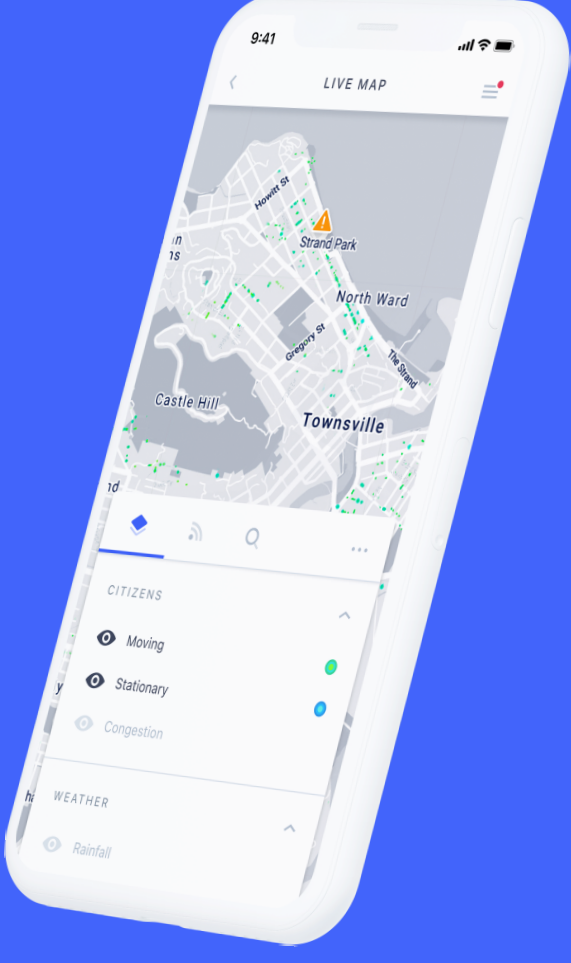 9:41
LIVE MAP
Howitt St
Strand Park
North Ward
Gregory St
The Strand
Castle Hill
Townsville
CITIZENS
Moving
Stationary
Congestion
WEATHER
Rainfall